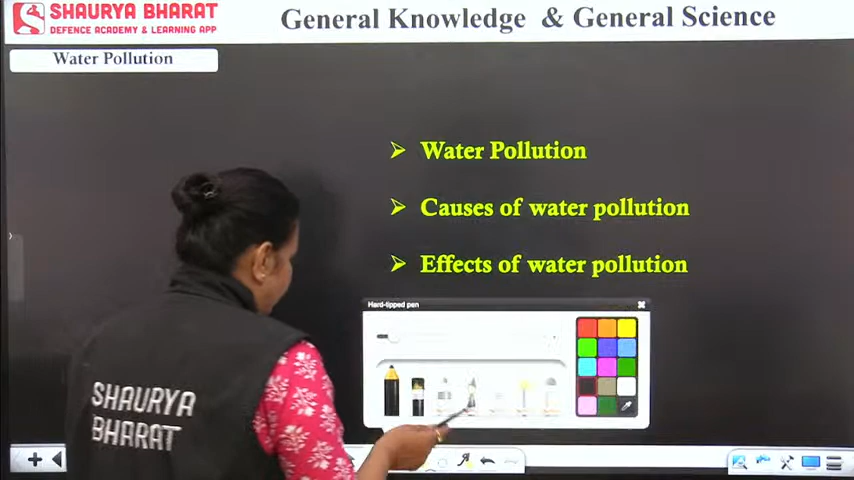 SHAURYA BHARAT
DEFENCE ACADEMY & LEARNING APP
General Knowledge & General Science
Water Pollution
➢ Water Pollution
➢ Causes of water pollution
➢ Effects of water pollution
Hard-tipped pen
SHAURYA
BHARAT